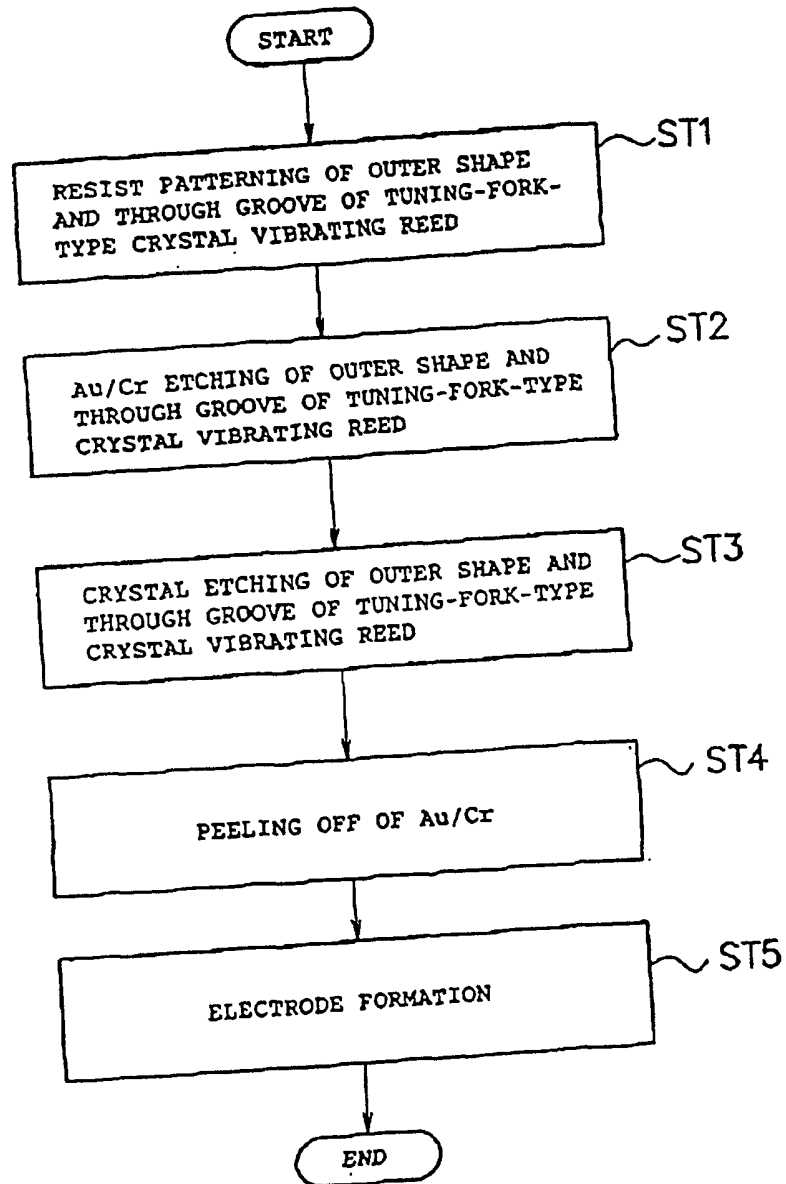 START
ST1
RESIST PATTERNING OF OUTER SHAPE
AND THROUGH GROOVE OF TUNING-FORK-
TYPE CRYSTAL VIBRATING REED
ST2
Au/Cr ETCHING OF OUTER SHAPE AND
THROUGH GROOVE OF TUNING-FORK-TYPE
CRYSTAL VIBRATING REED
ST3
CRYSTAL ETCHING OF OUTER SHAPE AND
THROUGH GROOVE OF TUNING-FORK-TYPE
CRYSTAL VIBRATING REED
ST4
PEELING OFF OF Au/Cr
ST5
ELECTRODE FORMATION
END